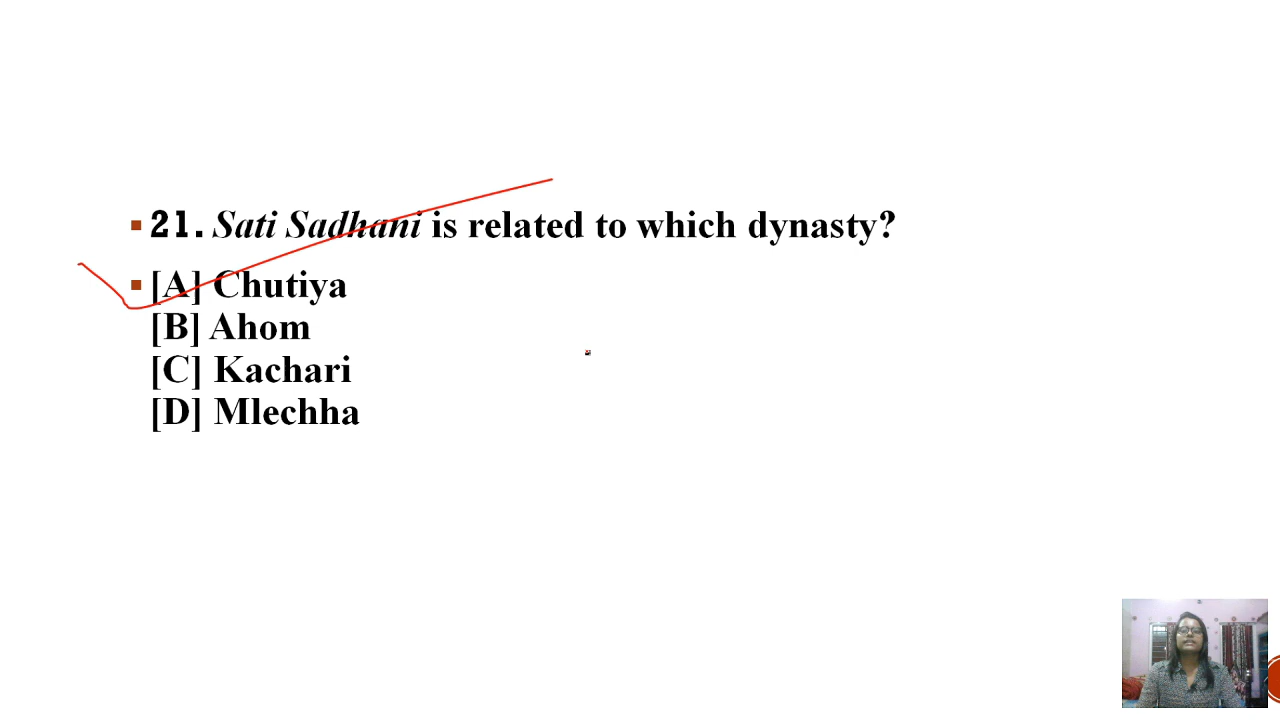 21. Sati Sadhani is related to which dynasty?
[A] Chutiya
[B] Ahom
[C] Kachari
[D] Mlechha